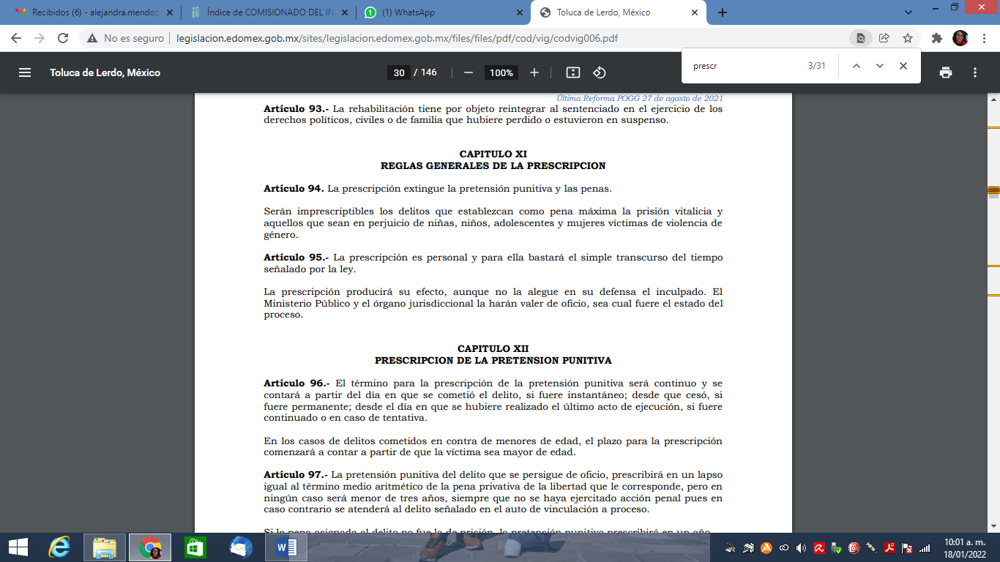 Recibidos (6) - alejandra.mendoz
Índice de COMISIONADO DEL IN
(1) WhatsApp
Toluca de Lerdo, México
No es seguro
legislacion.edomex.gob.mx/sites/legislacion.edomex.gob.mx/files/files/pdf/cod/vig/codvig006.pdf
prescr
3/31
Toluca de Lerdo, México
30 / 146
100%
Última Reforma POGG 27 de agosto de 2021
Artículo 93.- La rehabilitación tiene por objeto reintegrar al sentenciado en el ejercicio de los
derechos políticos, civiles o de familia que hubiere perdido o estuvieron en suspenso.
CAPITULO XI
REGLAS GENERALES DE LA PRESCRIPCION
Artículo 94. La prescripción extingue la pretensión punitiva y las penas.
Serán imprescriptibles los delitos que establezcan como pena máxima la prisión vitalicia y
aquellos que sean en perjuicio de niñas, niños, adolescentes y mujeres víctimas de violencia de
género.
Artículo 95.- La prescripción es personal y para ella bastará el simple transcurso del tiempo
señalado por la ley.
La prescripción producirá su efecto, aunque no la alegue en su defensa el inculpado. El
Ministerio Público y el órgano jurisdiccional la harán valer de oficio, sea cual fuere el estado del
proceso.
CAPITULO XII
PRESCRIPCION DE LA PRETENSION PUNITIVA
Artículo 96.- El término para la prescripción de la pretensión punitiva será continuo y se
contará a partir del día en que se cometió el delito, si fuere instantáneo; desde que cesó, si
fuere permanente; desde el día en que se hubiere realizado el último acto de ejecución, si fuere
continuado o en caso de tentativa.
En los casos de delitos cometidos en contra de menores de edad, el plazo para la prescripción
comenzará a contar a partir de que la víctima sea mayor de edad.
Artículo 97.- La pretensión punitiva del delito que se persigue de oficio, prescribirá en un lapso
igual al término medio aritmético de la pena privativa de la libertad que le corresponde, pero en
ningún caso será menor de tres años, siempre que no se haya ejercitado acción penal pues en
caso contrario se atenderá al delito señalado en el auto de vinculación a proceso.
Si la pena asignada al delito no fue la de prisión, la pretensión punitiva prescribirá en un año
10:01 a. m.
18/01/2022